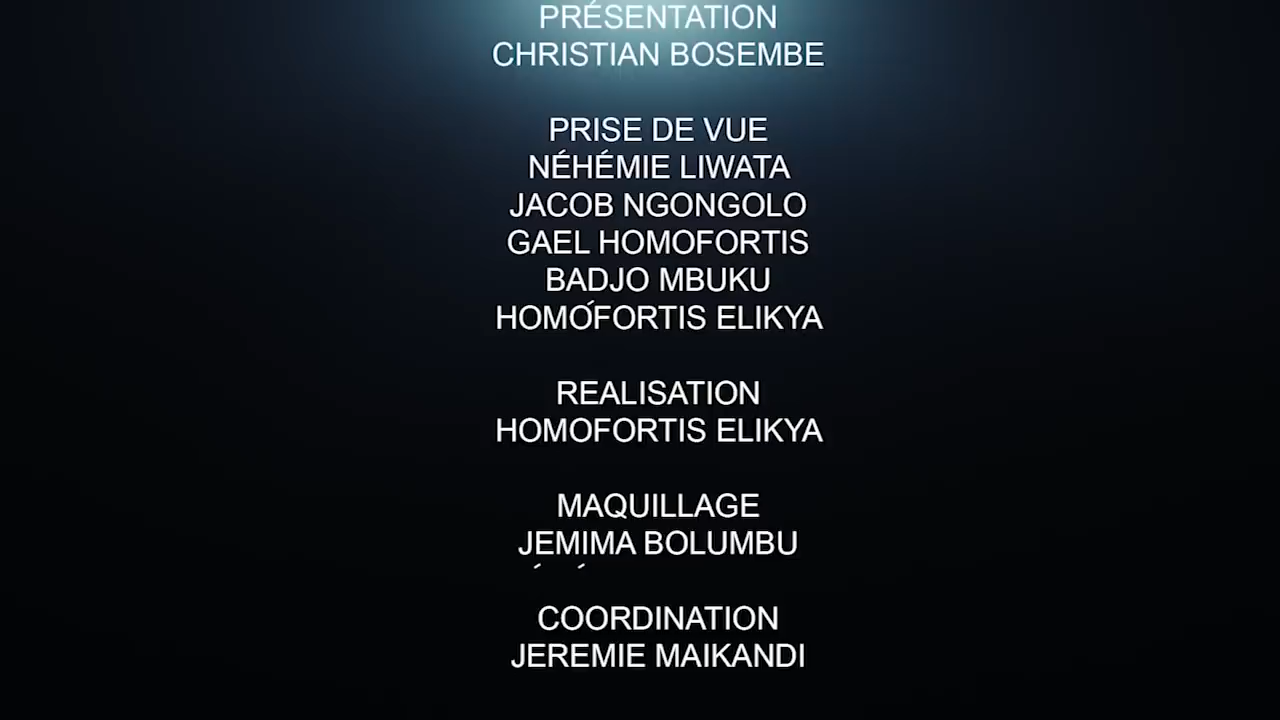 PRÉSENTATION
CHRISTIAN BOSEMBE
PRISE DE VUE
NÉHÉMIE LIWATA
JACOB NGONGOLO
GAEL HOMOFORTIS
BADJO MBUKU
HOMOFORTIS ELIKYA
REALISATION
HOMOFORTIS ELIKYA
MAQUILLAGE
JEMIMA BOLUMBU
COORDINATION
JEREMIE MAIKANDI